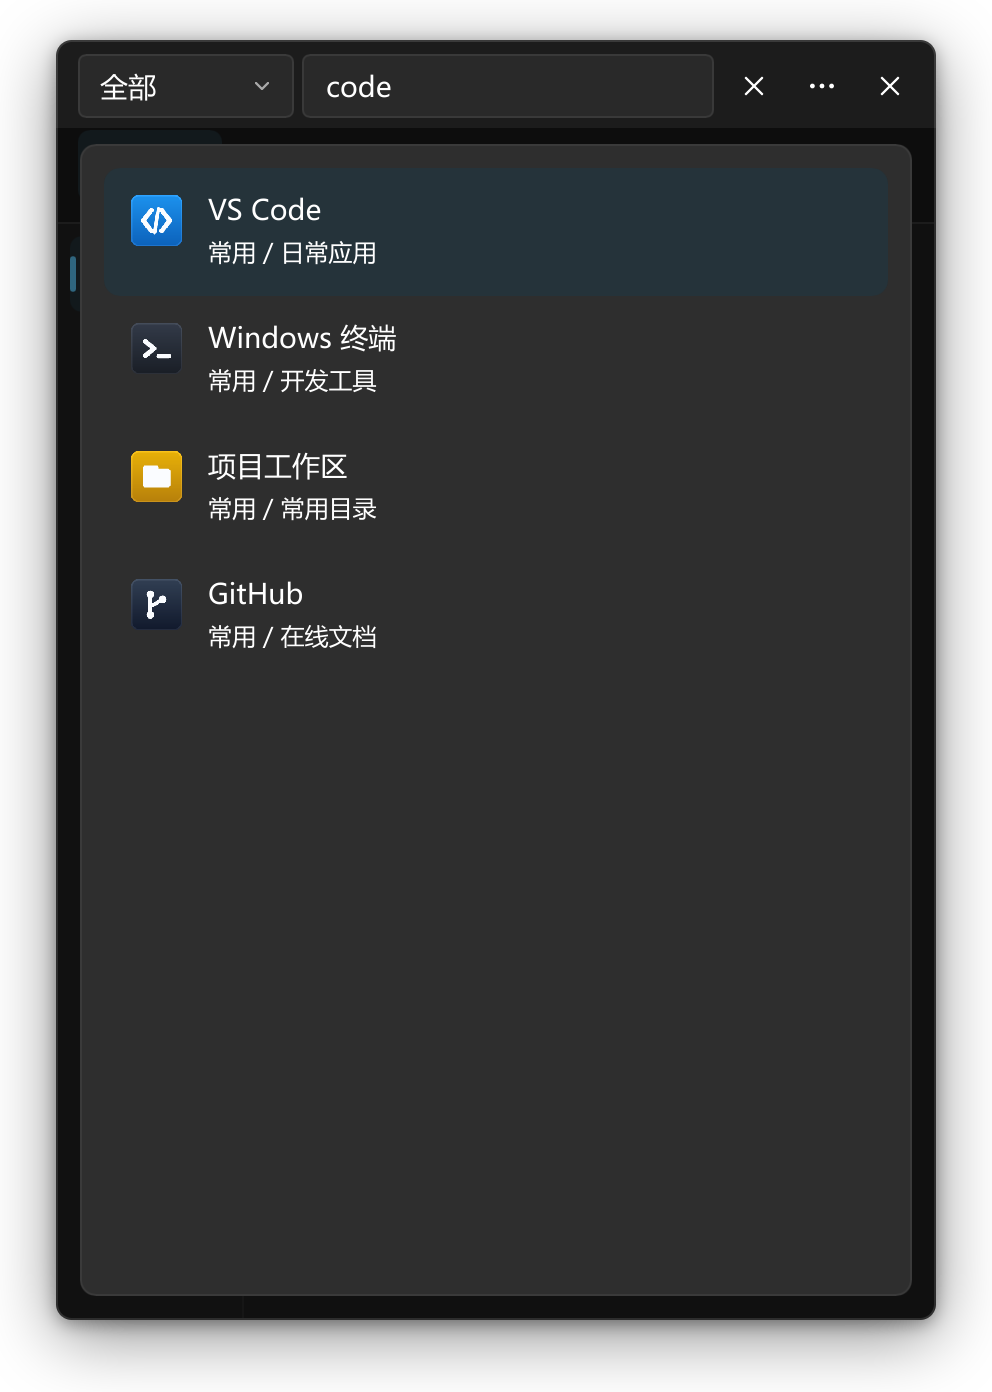 全部
code
VS Code
常用 / 日常应用
Windows 终端
常用 / 开发工具
项目工作区
常用 / 常用目录
GitHub
常用 / 在线文档